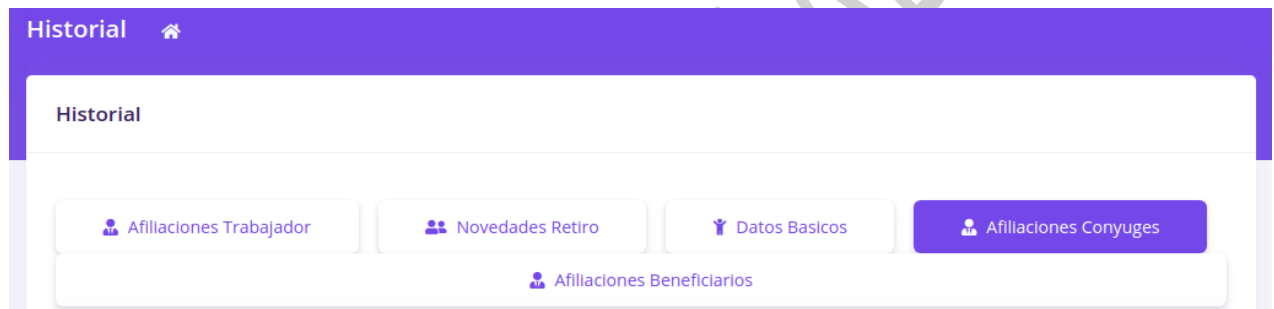 Historial
Historial
Afiliaciones Trabajador
Novedades Retiro
Datos Basicos
Afiliaciones Conyuges
Afiliaciones Beneficiarios